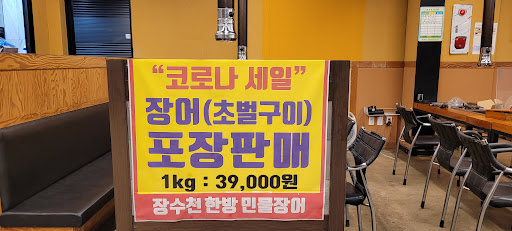 “코로나 세일”
장어(초벌구이)
포장판매
1kg : 39,000원
장수천 한방 민물장어